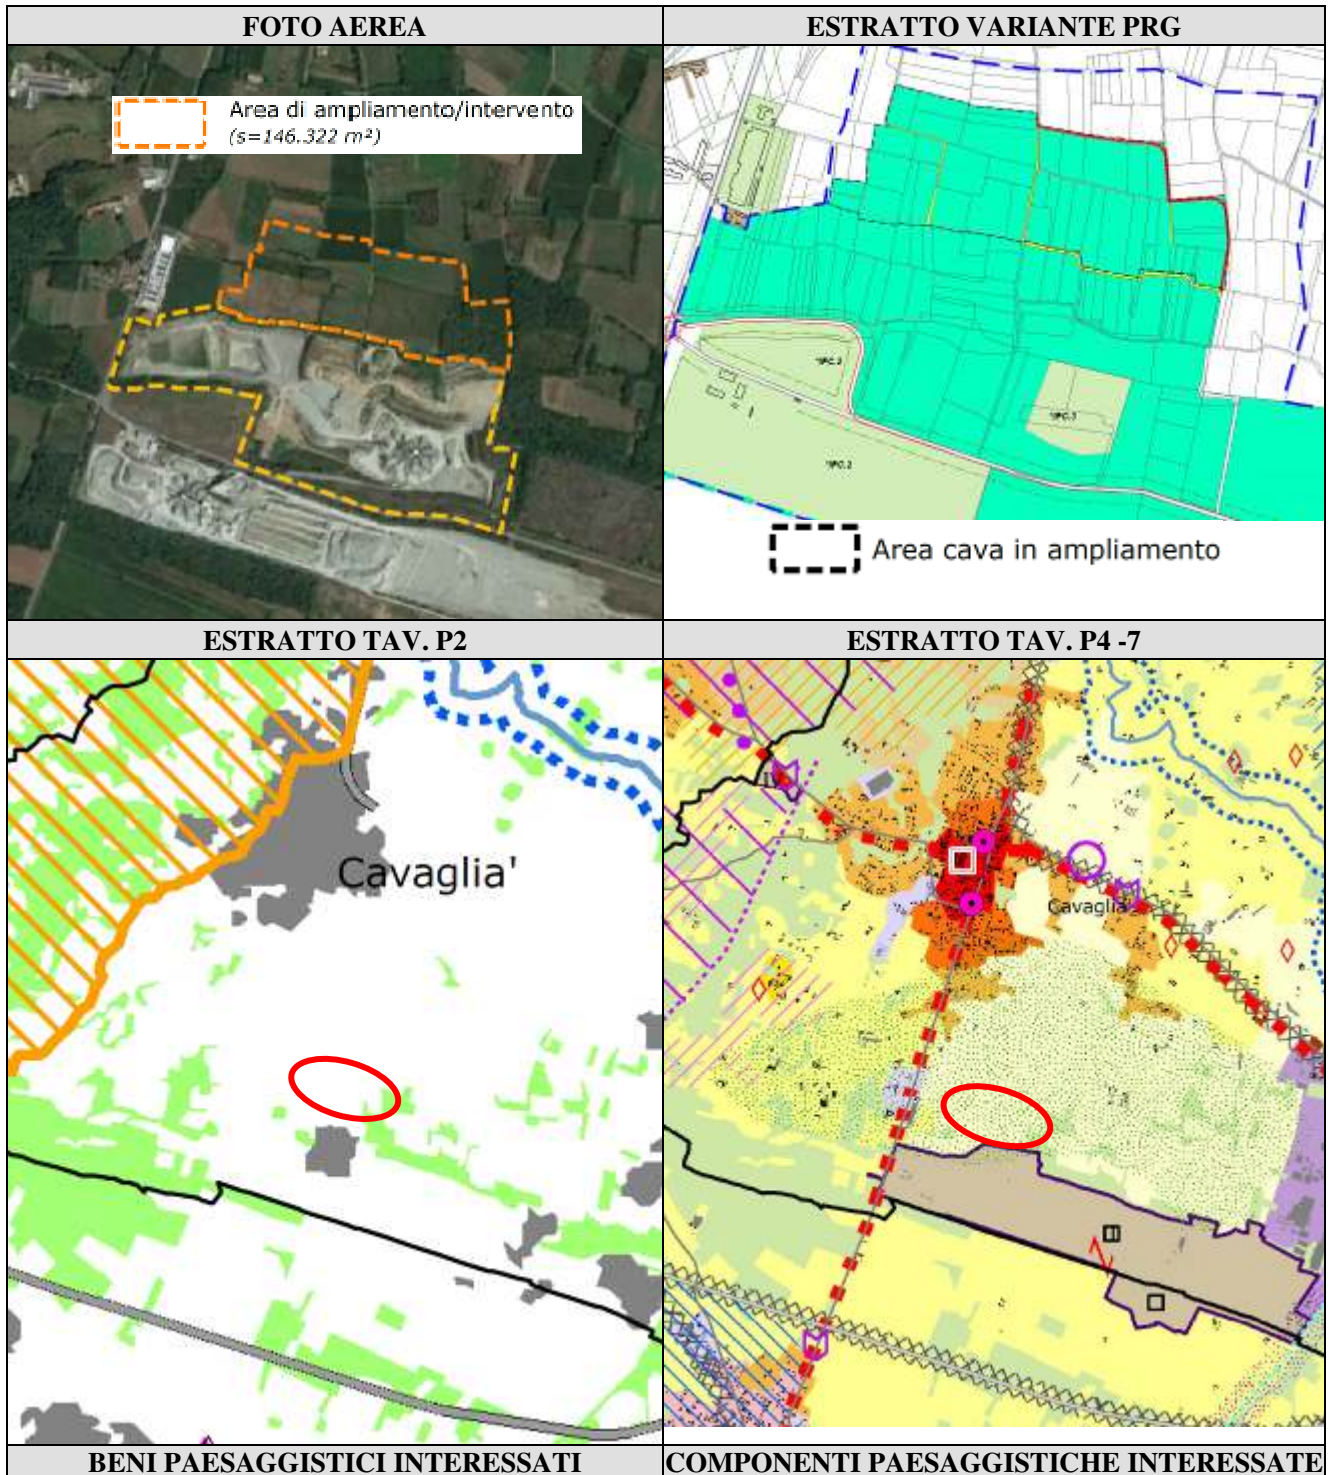 FOTO AEREA
ESTRATTO VARIANTE PRG
Area di ampliamento/intervento
(s=146.322 m²)
Area cava in ampliamento
ESTRATTO TAV. P2
ESTRATTO TAV. P4 -7
Cavaglia'
Cavaglia'
BENI PAESAGGISTICI INTERESSATI
COMPONENTI PAESAGGISTICHE INTERESSATE